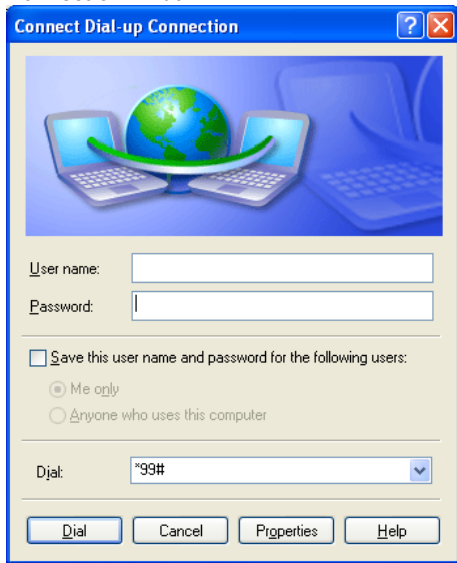 Connect Dial-up Connection
User name:
Password:
Save this user name and password for the following users:
Me only
Anyone who uses this computer
Dial:
*99#
Dial Cancel Properties Help